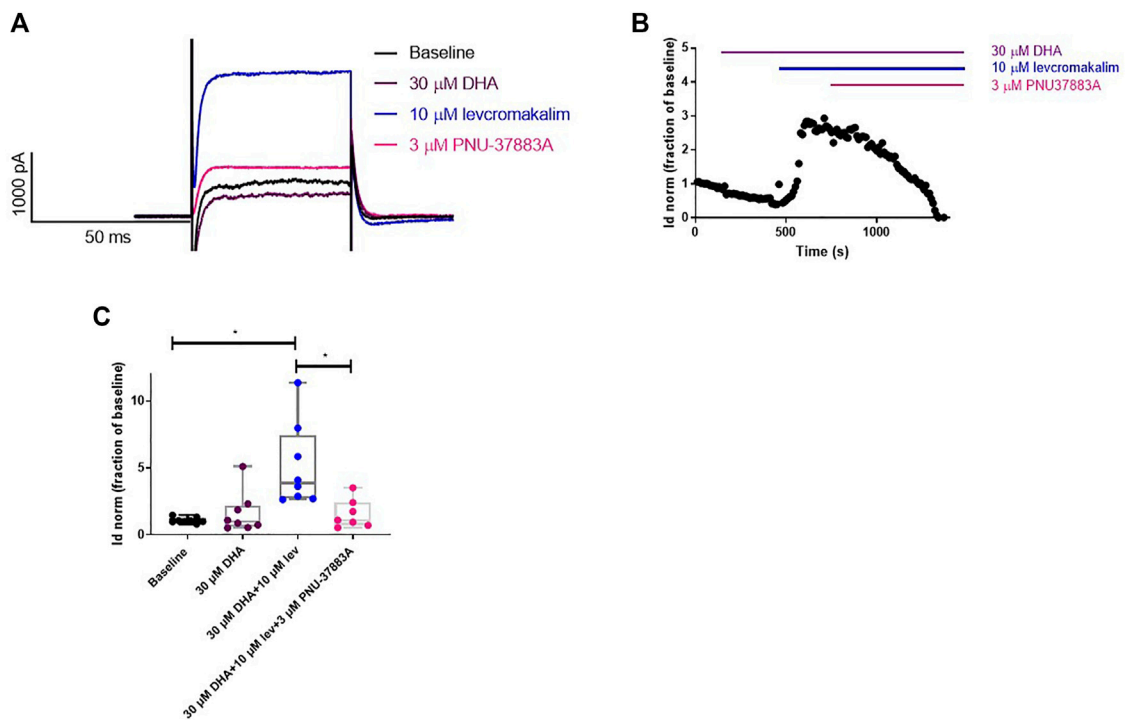 A
Baseline
30 μM DHA
10 μM levcromakalim
3 μM PNU-37883A
1000 pA
50 ms
B
Id norm (fraction of baseline)
5
4
3
2
1
0
0
500
1000
Time (s)
30 μM DHA
10 μM levcromakalim
3 μM PNU37883A
C
*
*
Id norm (fraction of baseline)
10
5
0
Baseline
30 μM DHA
30 μM DHA+10 μM lev
30 μM DHA+10 μM lev+3 μM PNU-37883A